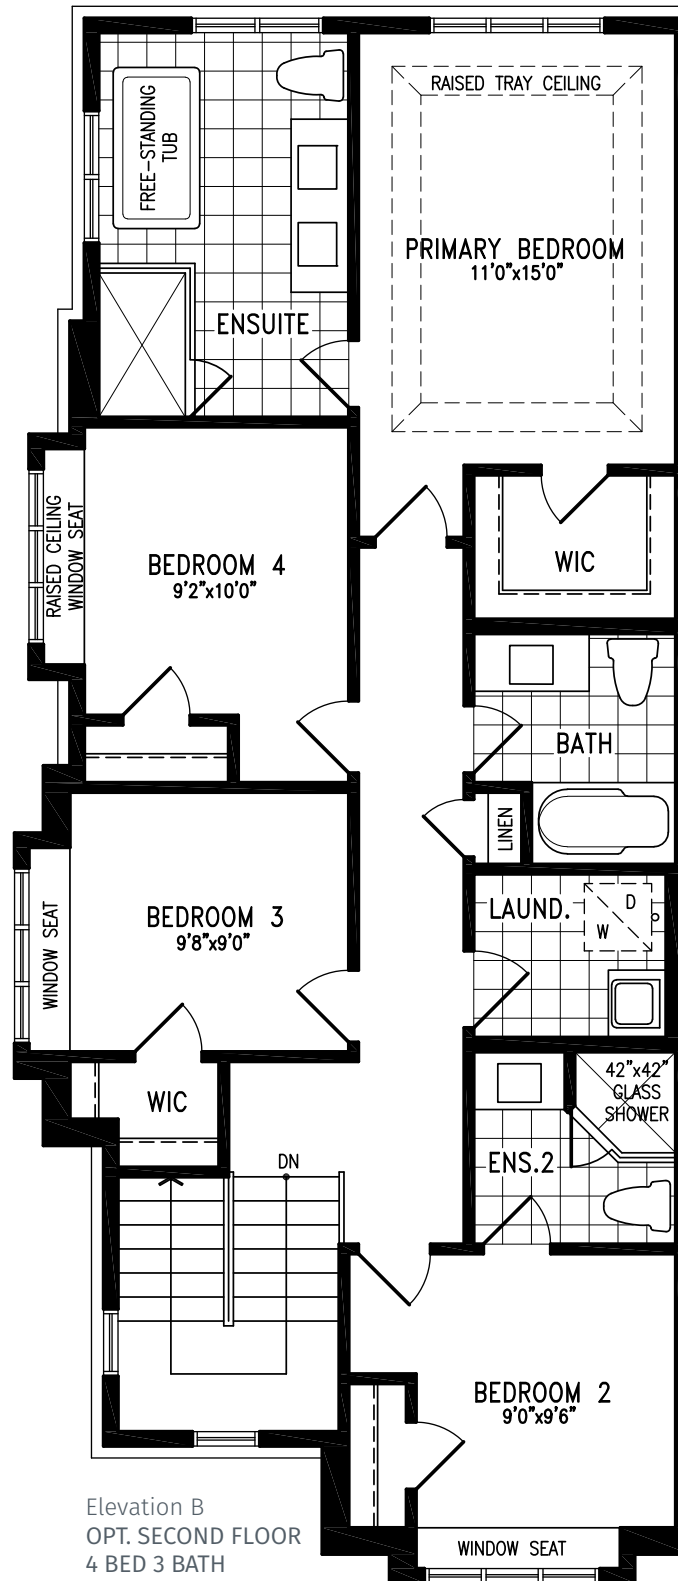 RAISED TRAY CEILING
FREE-STANDING
TUB
PRIMARY BEDROOM
11'0"x15'0"
ENSUITE
RAISED CEILING
WINDOW SEAT
BEDROOM 4
9'2"x10'0"
WIC
BATH
LINEN
BEDROOM 3
9'8"x9'0"
WINDOW SEAT
LAUND.
D
W
WIC
42"x42"
GLASS
SHOWER
ENS.2
DN
BEDROOM 2
9'0"x9'6"
WINDOW SEAT
Elevation B
OPT. SECOND FLOOR
4 BED 3 BATH